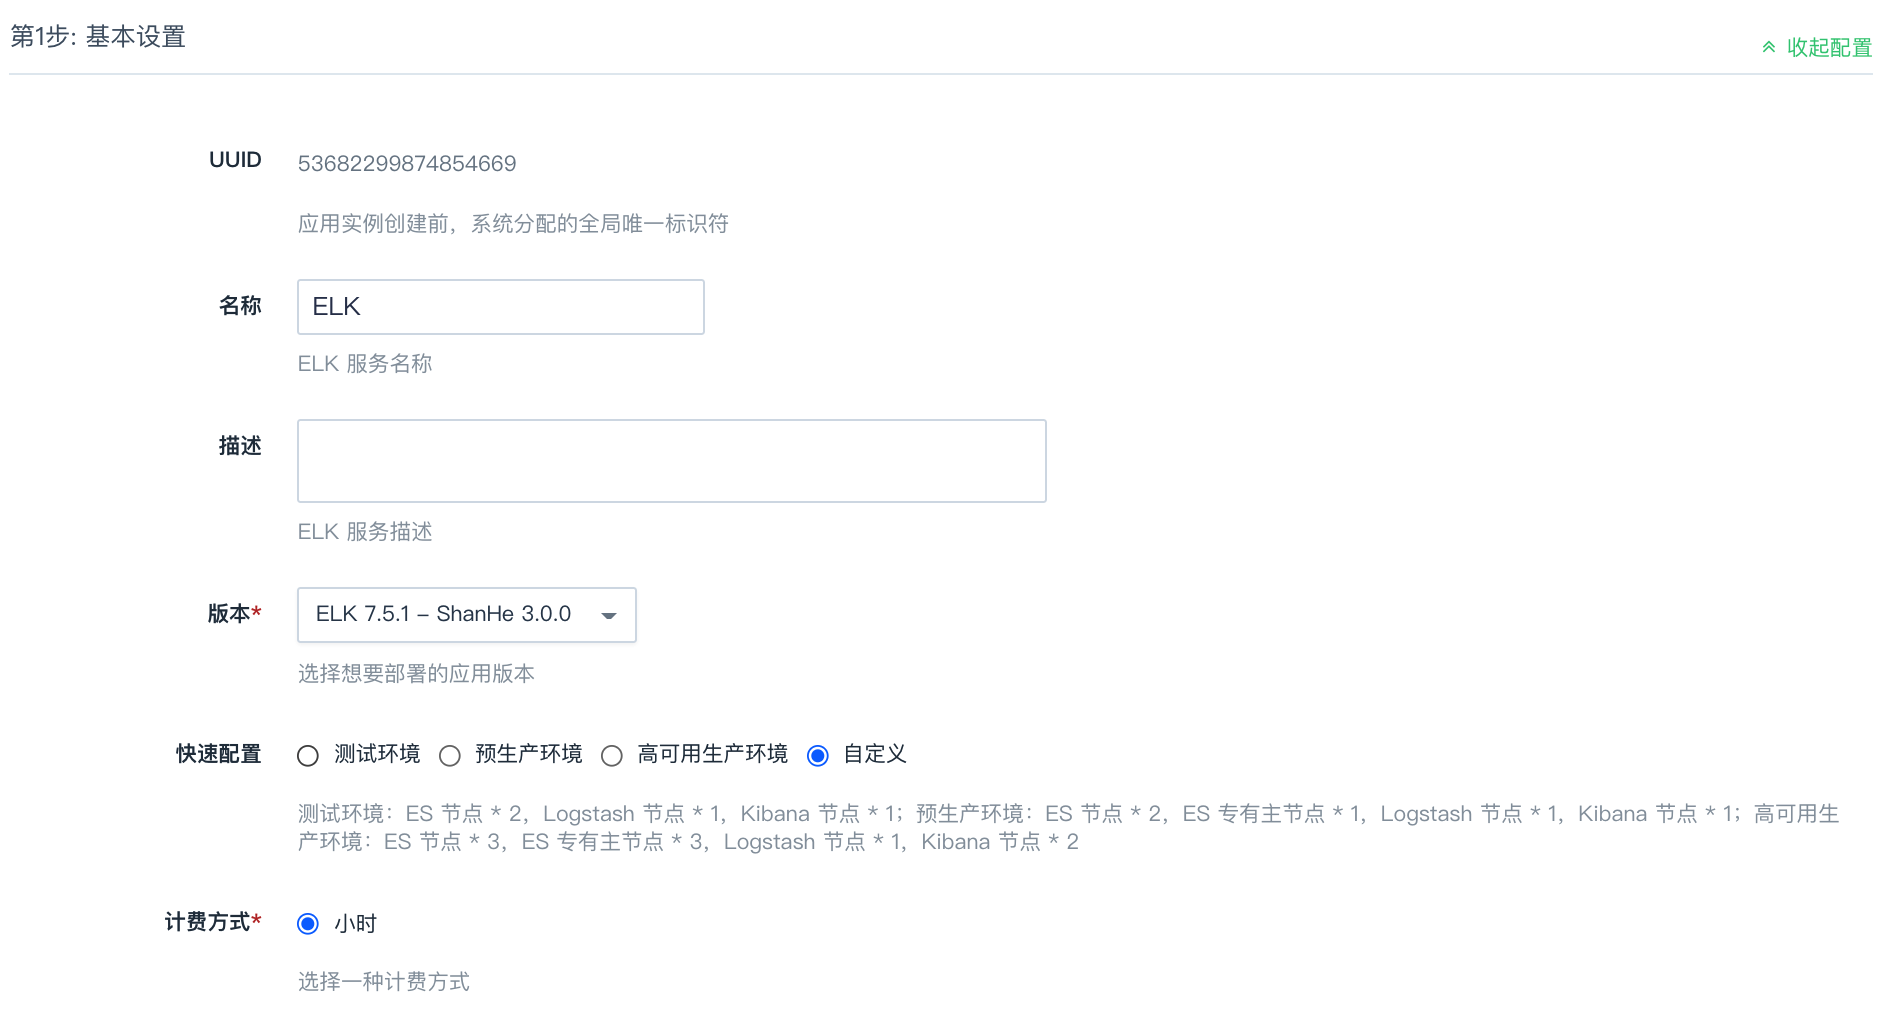 第1步: 基本设置
收起配置
UUID
53682299874854669
应用实例创建前，系统分配的全局唯一标识符
名称
ELK
ELK 服务名称
描述
ELK 服务描述
版本*
ELK 7.5.1 – ShanHe 3.0.0
选择想要部署的应用版本
快速配置
测试环境 预生产环境 高可用生产环境 自定义
测试环境：ES 节点 * 2，Logstash 节点 * 1，Kibana 节点 * 1；预生产环境：ES 节点 * 2，ES 专有主节点 * 1，Logstash 节点 * 1，Kibana 节点 * 1；高可用生
产环境：ES 节点 * 3，ES 专有主节点 * 3，Logstash 节点 * 1，Kibana 节点 * 2
计费方式*
小时
选择一种计费方式